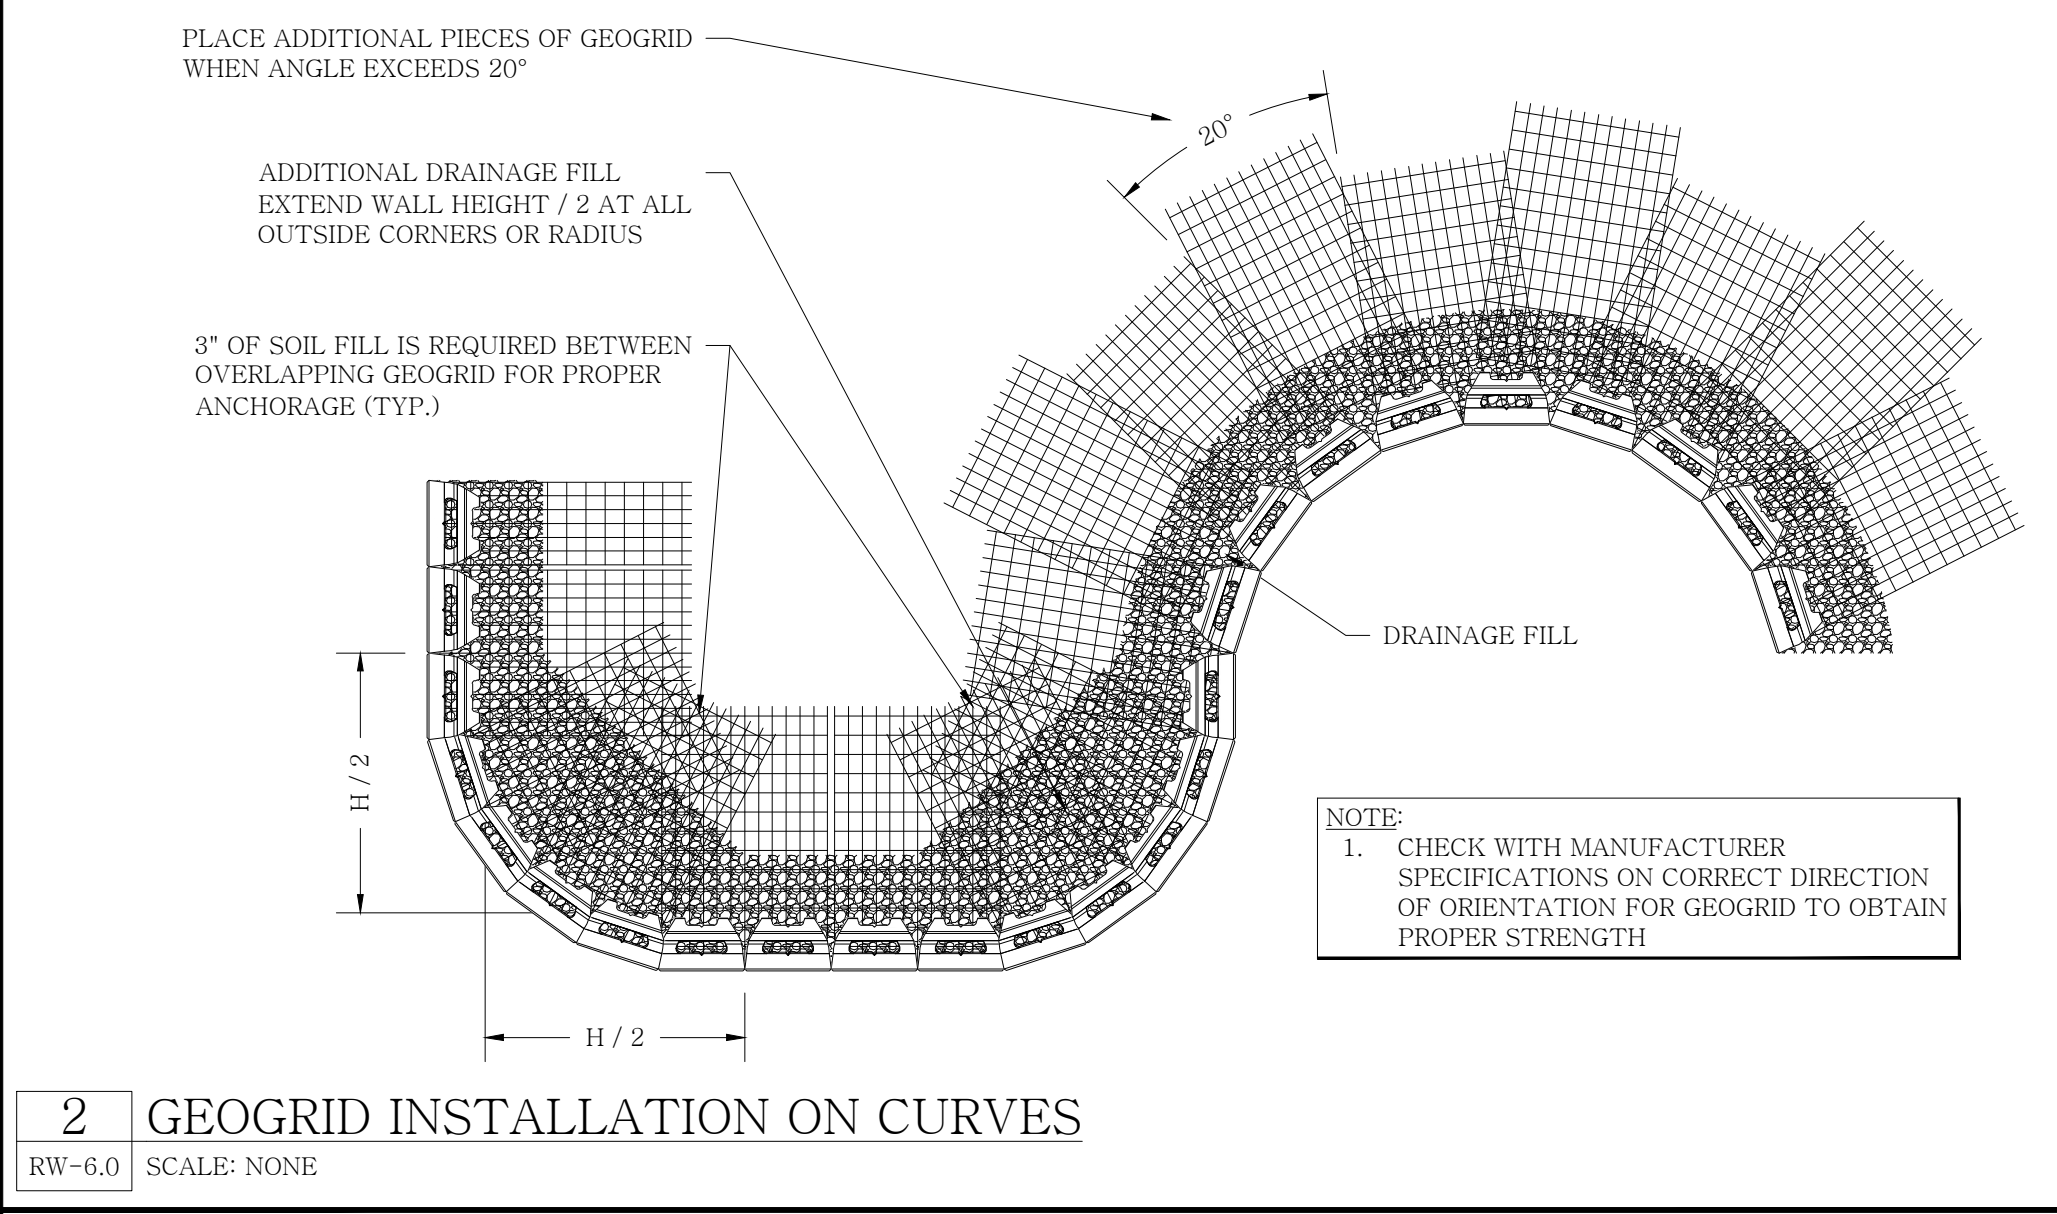 PLACE ADDITIONAL PIECES OF GEOGRID
WHEN ANGLE EXCEEDS 20°
20°
ADDITIONAL DRAINAGE FILL
EXTEND WALL HEIGHT / 2 AT ALL
OUTSIDE CORNERS OR RADIUS
3" OF SOIL FILL IS REQUIRED BETWEEN
OVERLAPPING GEOGRID FOR PROPER
ANCHORAGE (TYP.)
DRAINAGE FILL
H / 2
NOTE:
1. CHECK WITH MANUFACTURER
SPECIFICATIONS ON CORRECT DIRECTION
OF ORIENTATION FOR GEOGRID TO OBTAIN
PROPER STRENGTH
H / 2
2 GEOGRID INSTALLATION ON CURVES
RW-6.0 SCALE: NONE